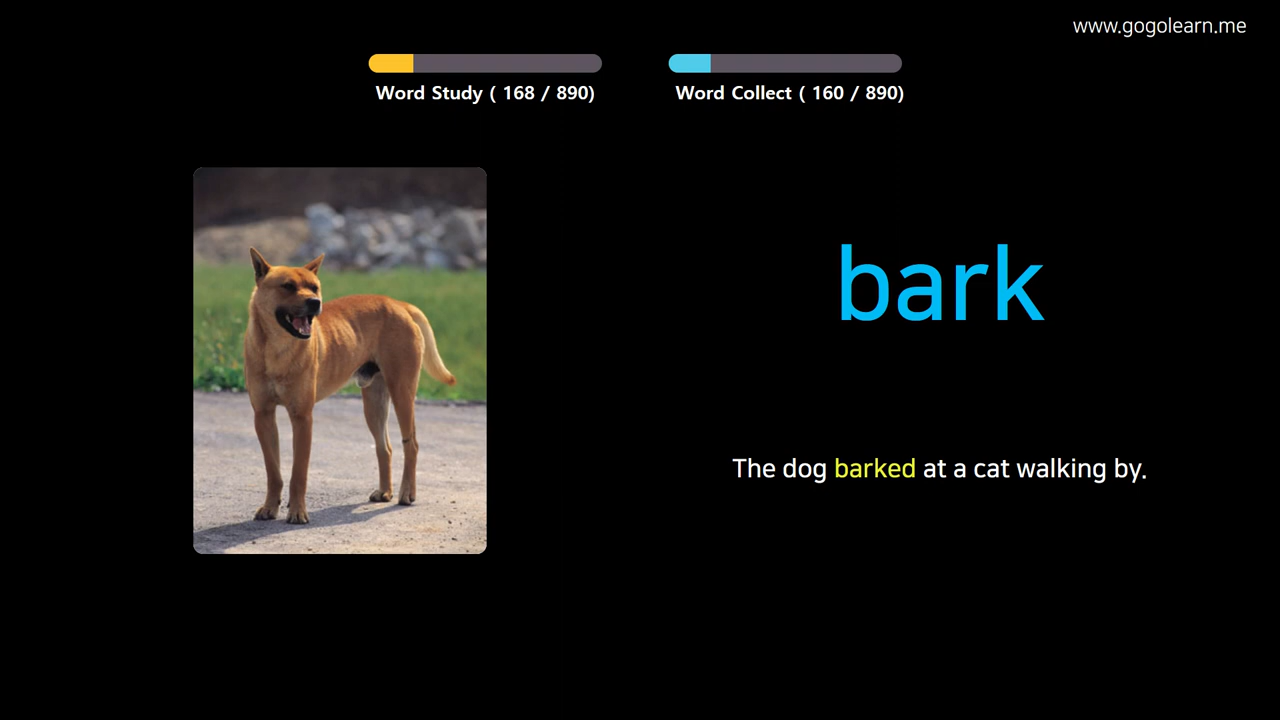 www.gogolearn.me
Word Study ( 168 / 890)
Word Collect ( 160 / 890)
bark
The dog barked at a cat walking by.